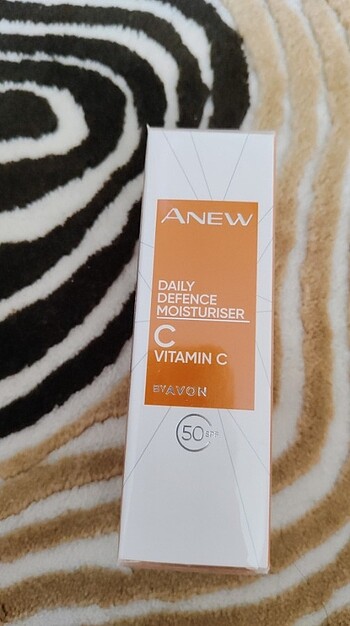 ANEW
DAILY
DEFENCE
MOISTURISER
C
VITAMIN C
BY AVON
50 SPF